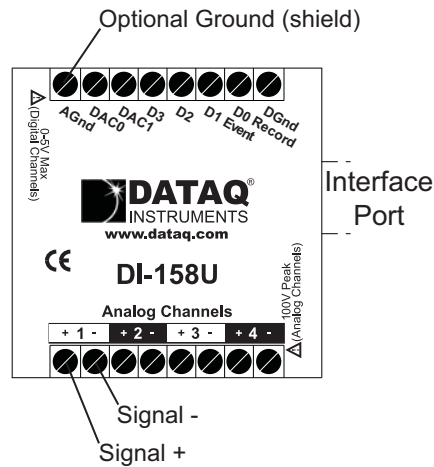 Optional Ground (shield)
AGnd
DAC0
DAC1
D3
D2
D1 Event
D0 Record
DGnd
0-5V Max
(Digital Channels)
DATAQ®
INSTRUMENTS
www.dataq.com
Interface
Port
CE
DI-158U
100V Peak
(Analog Channels)
Analog Channels
+ 1 - + 2 - + 3 - + 4 -
Signal -
Signal +